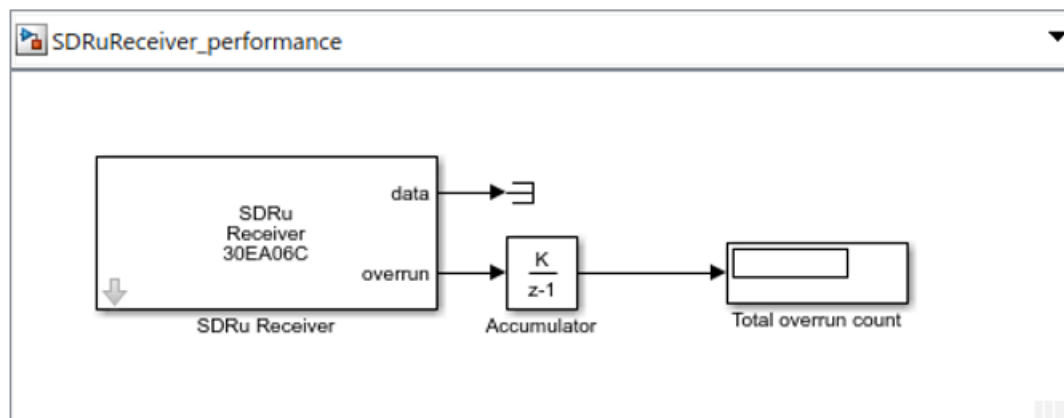 SDRuReceiver_performance
SDRu
Receiver
30EA06C
data
overrun
SDRu Receiver
K
z-1
Accumulator
Total overrun count